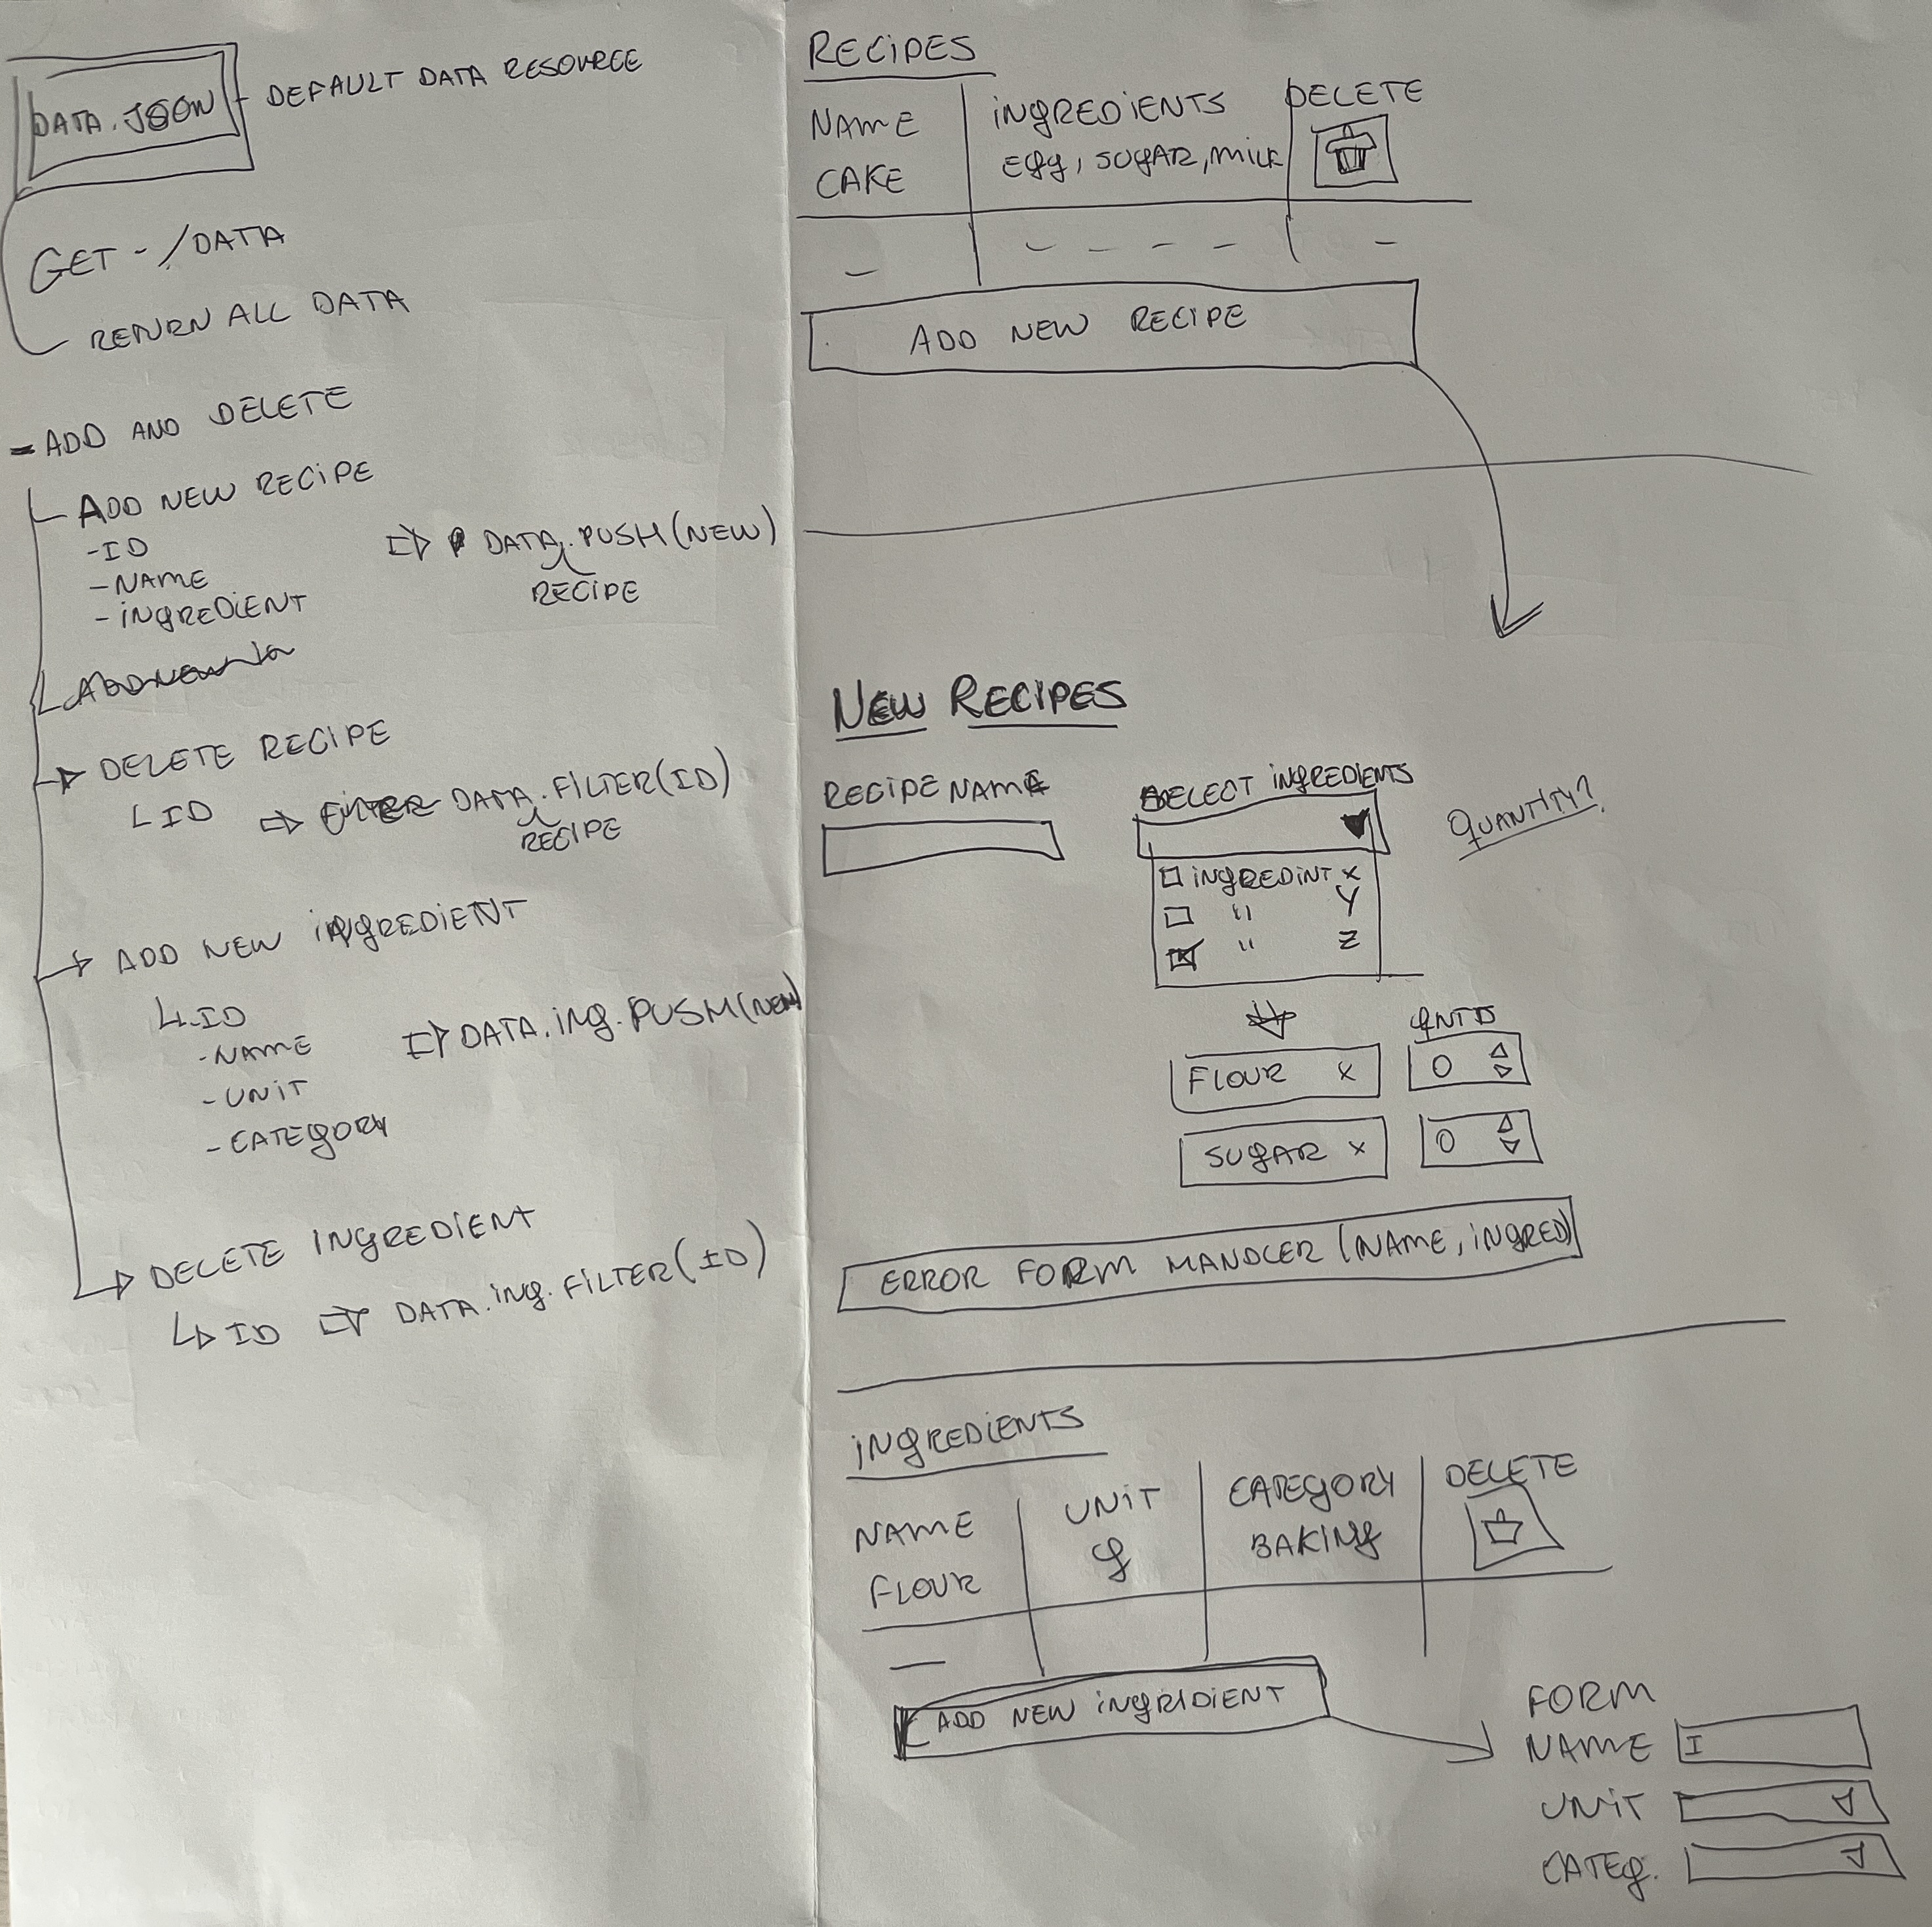 DATA.JSON - DEFAULT DATA RESOURCE
GET - /DATA
RETURN ALL DATA
- ADD AND DELETE
ADD NEW RECIPE
-ID
-NAME
-INGREDIENT
⇒ DATA.PUSH(NEW)
RECIPE
DELETE RECIPE
ID ⇒ DATA.FILTER(ID)
RECIPE
→ ADD NEW INGREDIENT
ID
-NAME
-UNIT
-CATEGORY
⇒ DATA.ING.PUSH(NEW)
→ DELETE INGREDIENT
ID ⇒ DATA.ING.FILTER(ID)
RECIPES
NAME INGREDIENTS DELETE
CAKE EGG, SUGAR, MILK
ADD NEW RECIPE
NEW RECIPES
RECIPE NAME
SELECT INGREDIENTS
QUANTITY?
INGREDINT X
" Y
" Z
QNTD
FLOUR X 0
SUGAR X 0
ERROR FORM HANDLER (NAME, INGRED)
INGREDIENTS
NAME UNIT CATEGORY DELETE
FLOUR g BAKING
ADD NEW INGRIDIENT
FORM
NAME I
UNIT
CATEG.